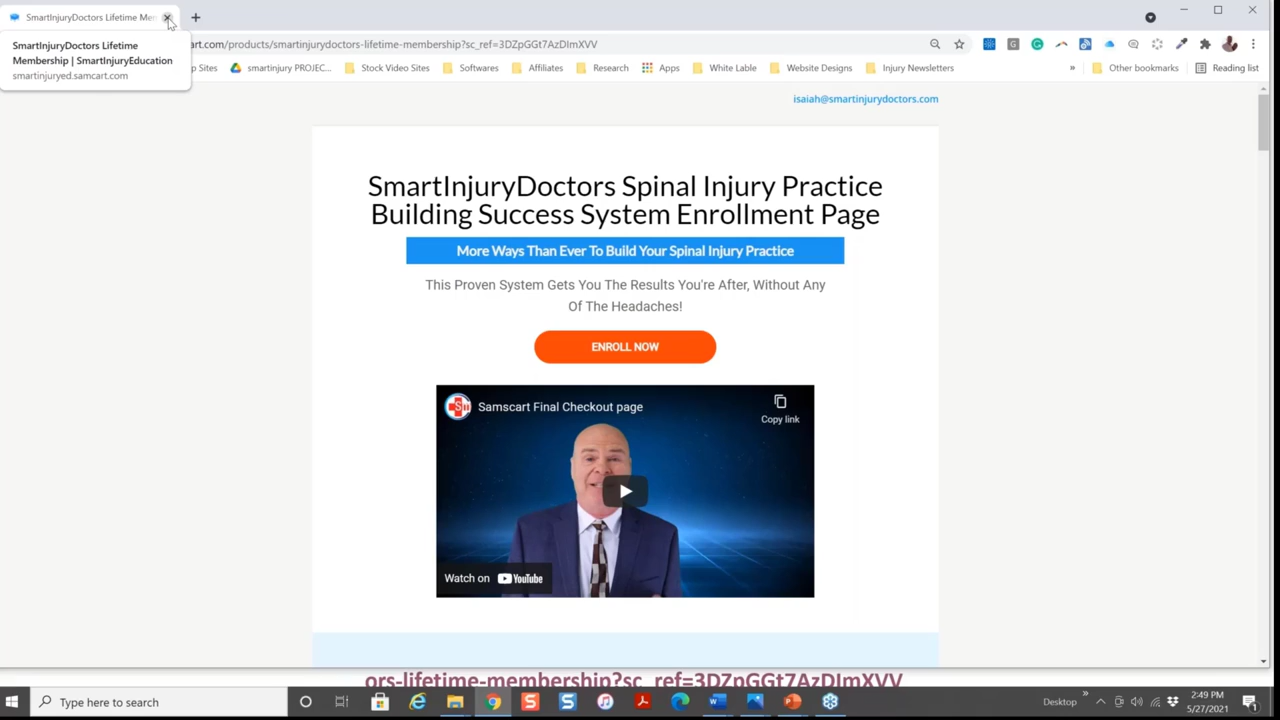 SmartInjuryDoctors Lifetime Mem
SmartInjuryDoctors Lifetime
Membership | SmartInjuryEducation
smartinjuryed.samcart.com
art.com/products/smartinjurydoctors-lifetime-membership?sc_ref=3DZpGGt7AzDImXVV
p Sites
smartinjury PROJEC...
Stock Video Sites
Softwares
Affiliates
Research
Apps
White Lable
Website Designs
Injury Newsletters
»
Other bookmarks
Reading list
isaiah@smartinjurydoctors.com
SmartInjuryDoctors Spinal Injury Practice
Building Success System Enrollment Page
More Ways Than Ever To Build Your Spinal Injury Practice
This Proven System Gets You The Results You're After, Without Any
Of The Headaches!
ENROLL NOW
Samscart Final Checkout page
Copy link
Watch on YouTube
ors-lifetime-membership?sc_ref=3DZpGGt7AzDImXVV
Type here to search
Desktop
»
2:49 PM
5/27/2021